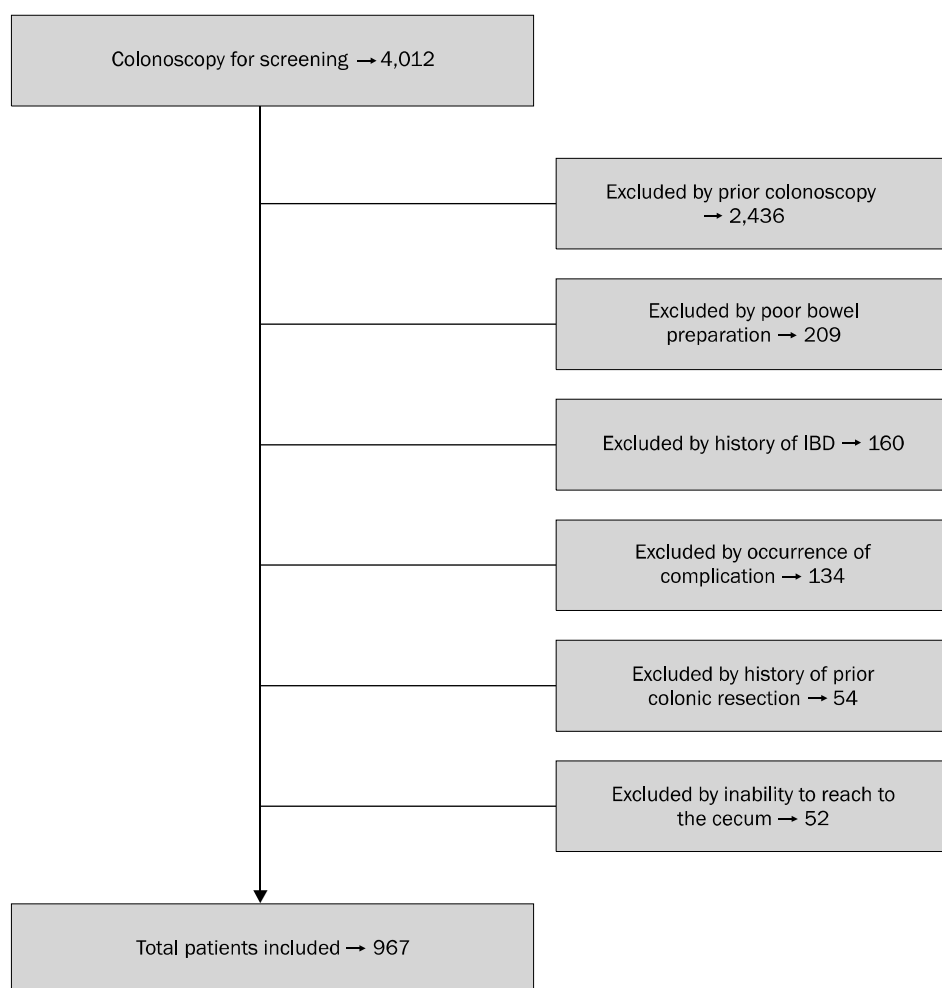 Colonoscopy for screening → 4,012
Excluded by prior colonoscopy
→ 2,436
Excluded by poor bowel
preparation → 209
Excluded by history of IBD → 160
Excluded by occurrence of
complication → 134
Excluded by history of prior
colonic resection → 54
Excluded by inability to reach to
the cecum → 52
Total patients included → 967